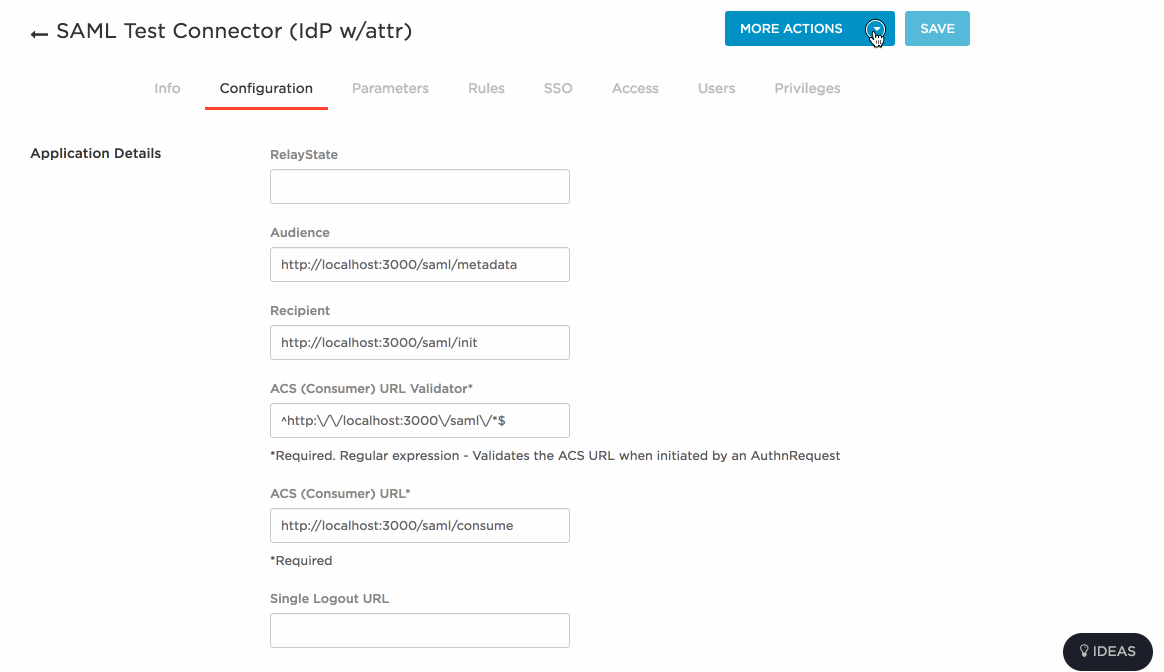 ← SAML Test Connector (IdP w/attr)
MORE ACTIONS
SAVE
Info Configuration Parameters Rules SSO Access Users Privileges
Application Details
RelayState
Audience
http://localhost:3000/saml/metadata
Recipient
http://localhost:3000/saml/init
ACS (Consumer) URL Validator*
^http:\/\/localhost:3000\/saml\/*$
*Required. Regular expression - Validates the ACS URL when initiated by an AuthnRequest
ACS (Consumer) URL*
http://localhost:3000/saml/consume
*Required
Single Logout URL
IDEAS